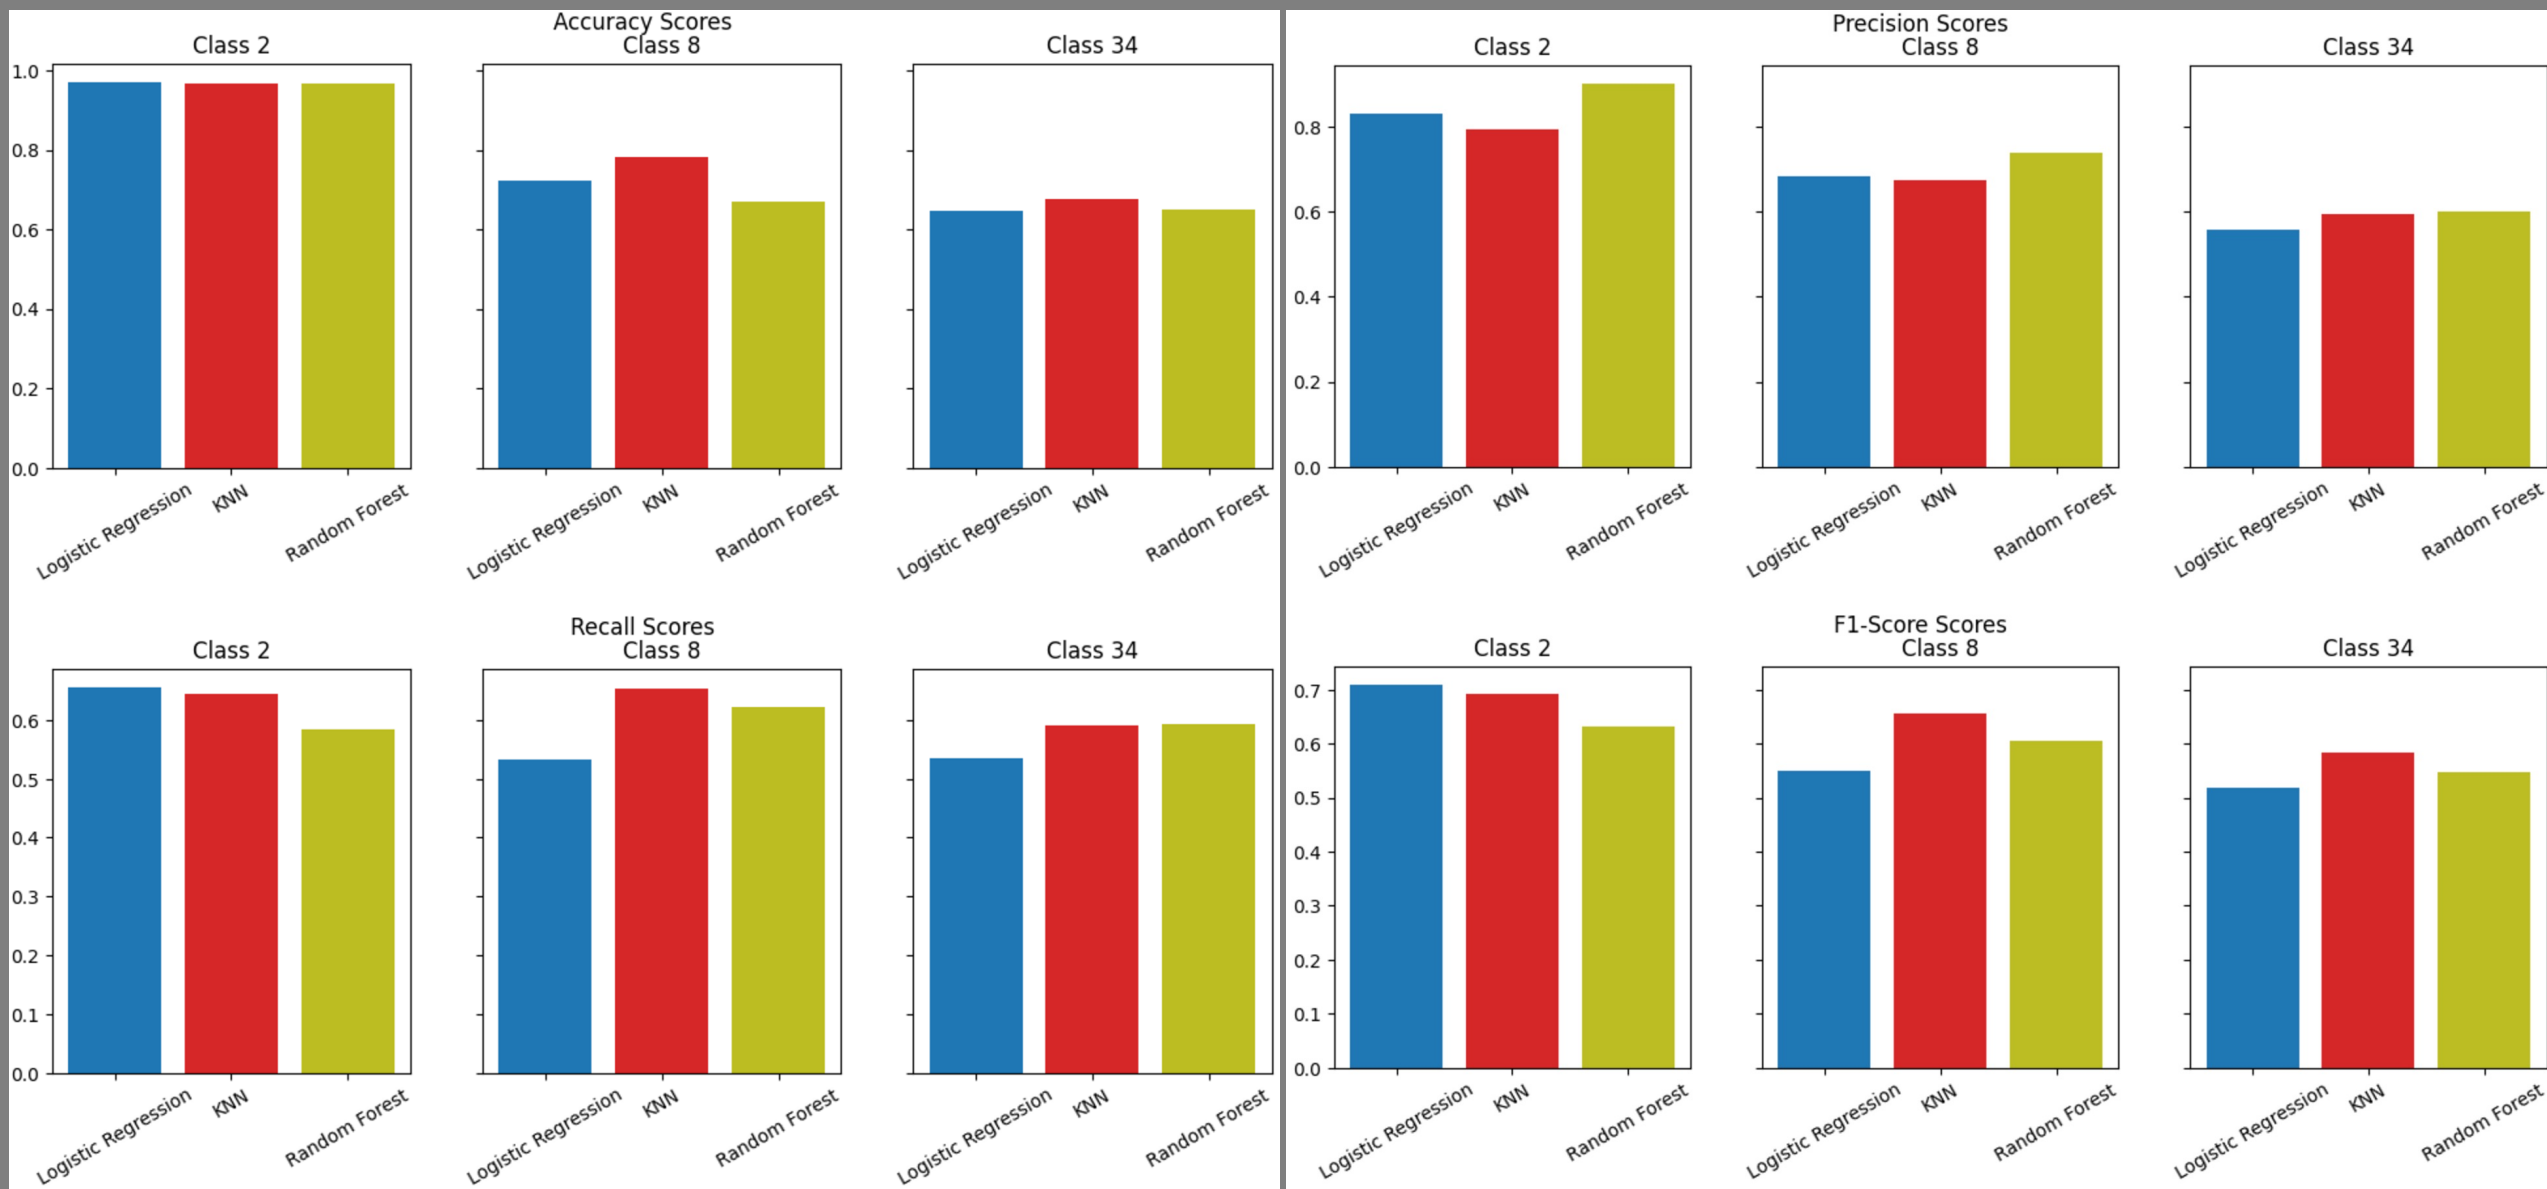 Accuracy Scores
Class 2
Class 8
Class 34
1.0
0.8
0.6
0.4
0.2
0.0
Logistic Regression
KNN
Random Forest
Logistic Regression
KNN
Random Forest
Logistic Regression
KNN
Random Forest
Precision Scores
Class 2
Class 8
Class 34
0.8
0.6
0.4
0.2
0.0
Logistic Regression
KNN
Random Forest
Logistic Regression
KNN
Random Forest
Logistic Regression
KNN
Random Forest
Recall Scores
Class 2
Class 8
Class 34
0.6
0.5
0.4
0.3
0.2
0.1
0.0
Logistic Regression
KNN
Random Forest
Logistic Regression
KNN
Random Forest
Logistic Regression
KNN
Random Forest
F1-Score Scores
Class 2
Class 8
Class 34
0.7
0.6
0.5
0.4
0.3
0.2
0.1
0.0
Logistic Regression
KNN
Random Forest
Logistic Regression
KNN
Random Forest
Logistic Regression
KNN
Random Forest